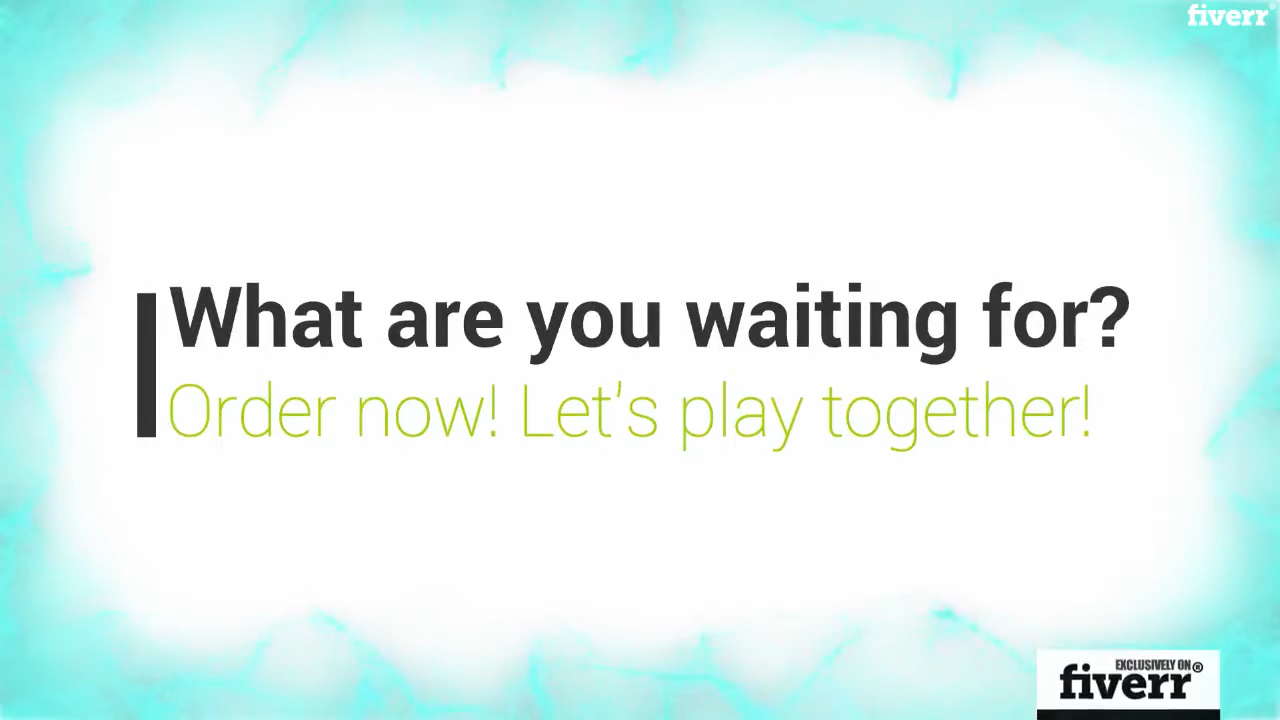 fiverr®
What are you waiting for?
Order now! Let's play together!
EXCLUSIVELY ON
fiverr®